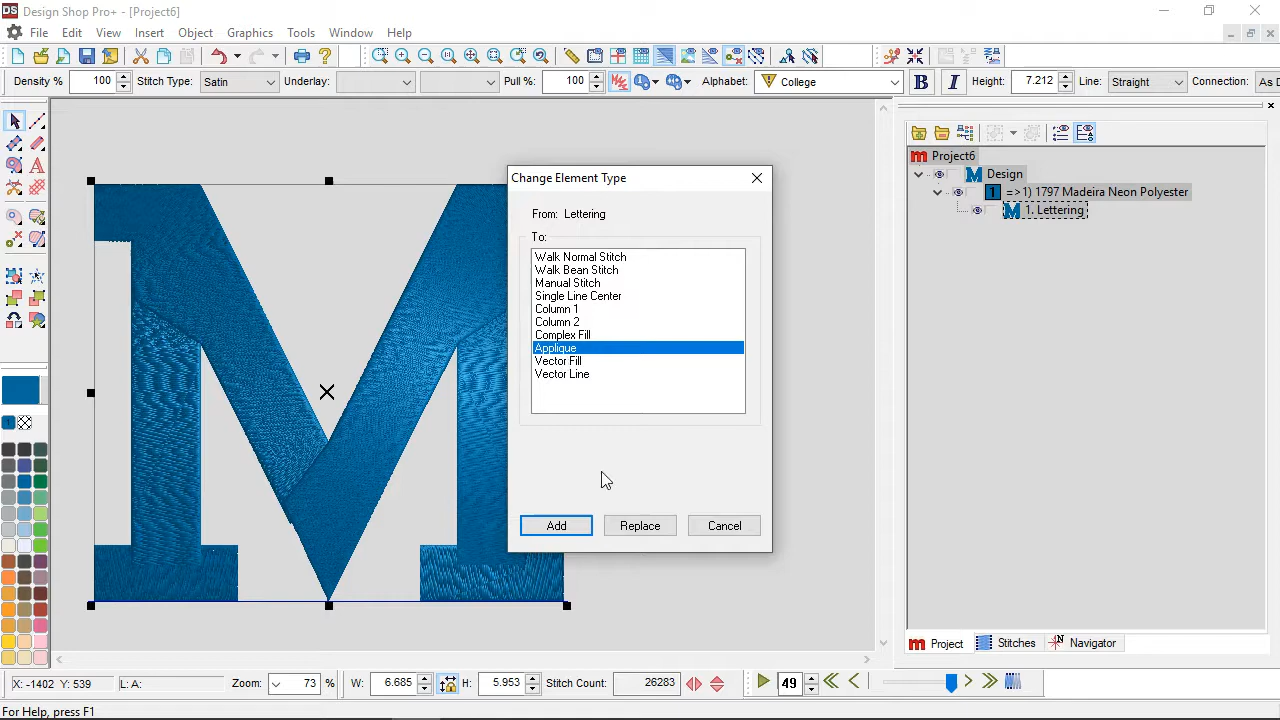 DS Design Shop Pro+ - [Project6]
File Edit View Insert Object Graphics Tools Window Help
Density % 100 Stitch Type: Satin Underlay: Pull %: 100 Alphabet: College B I Height: 7.212 Line: Straight Connection: As D
Project6
Design
1 =>1) 1797 Madeira Neon Polyester
1. Lettering
Change Element Type
From: Lettering
To:
Walk Normal Stitch
Walk Bean Stitch
Manual Stitch
Single Line Center
Column 1
Column 2
Complex Fill
Applique
Vector Fill
Vector Line
Add Replace Cancel
M
1
Project Stitches Navigator
X: -1402 Y: 539 L: A: Zoom: 73 % W: 6.685 H: 5.953 Stitch Count: 26283 49
For Help, press F1